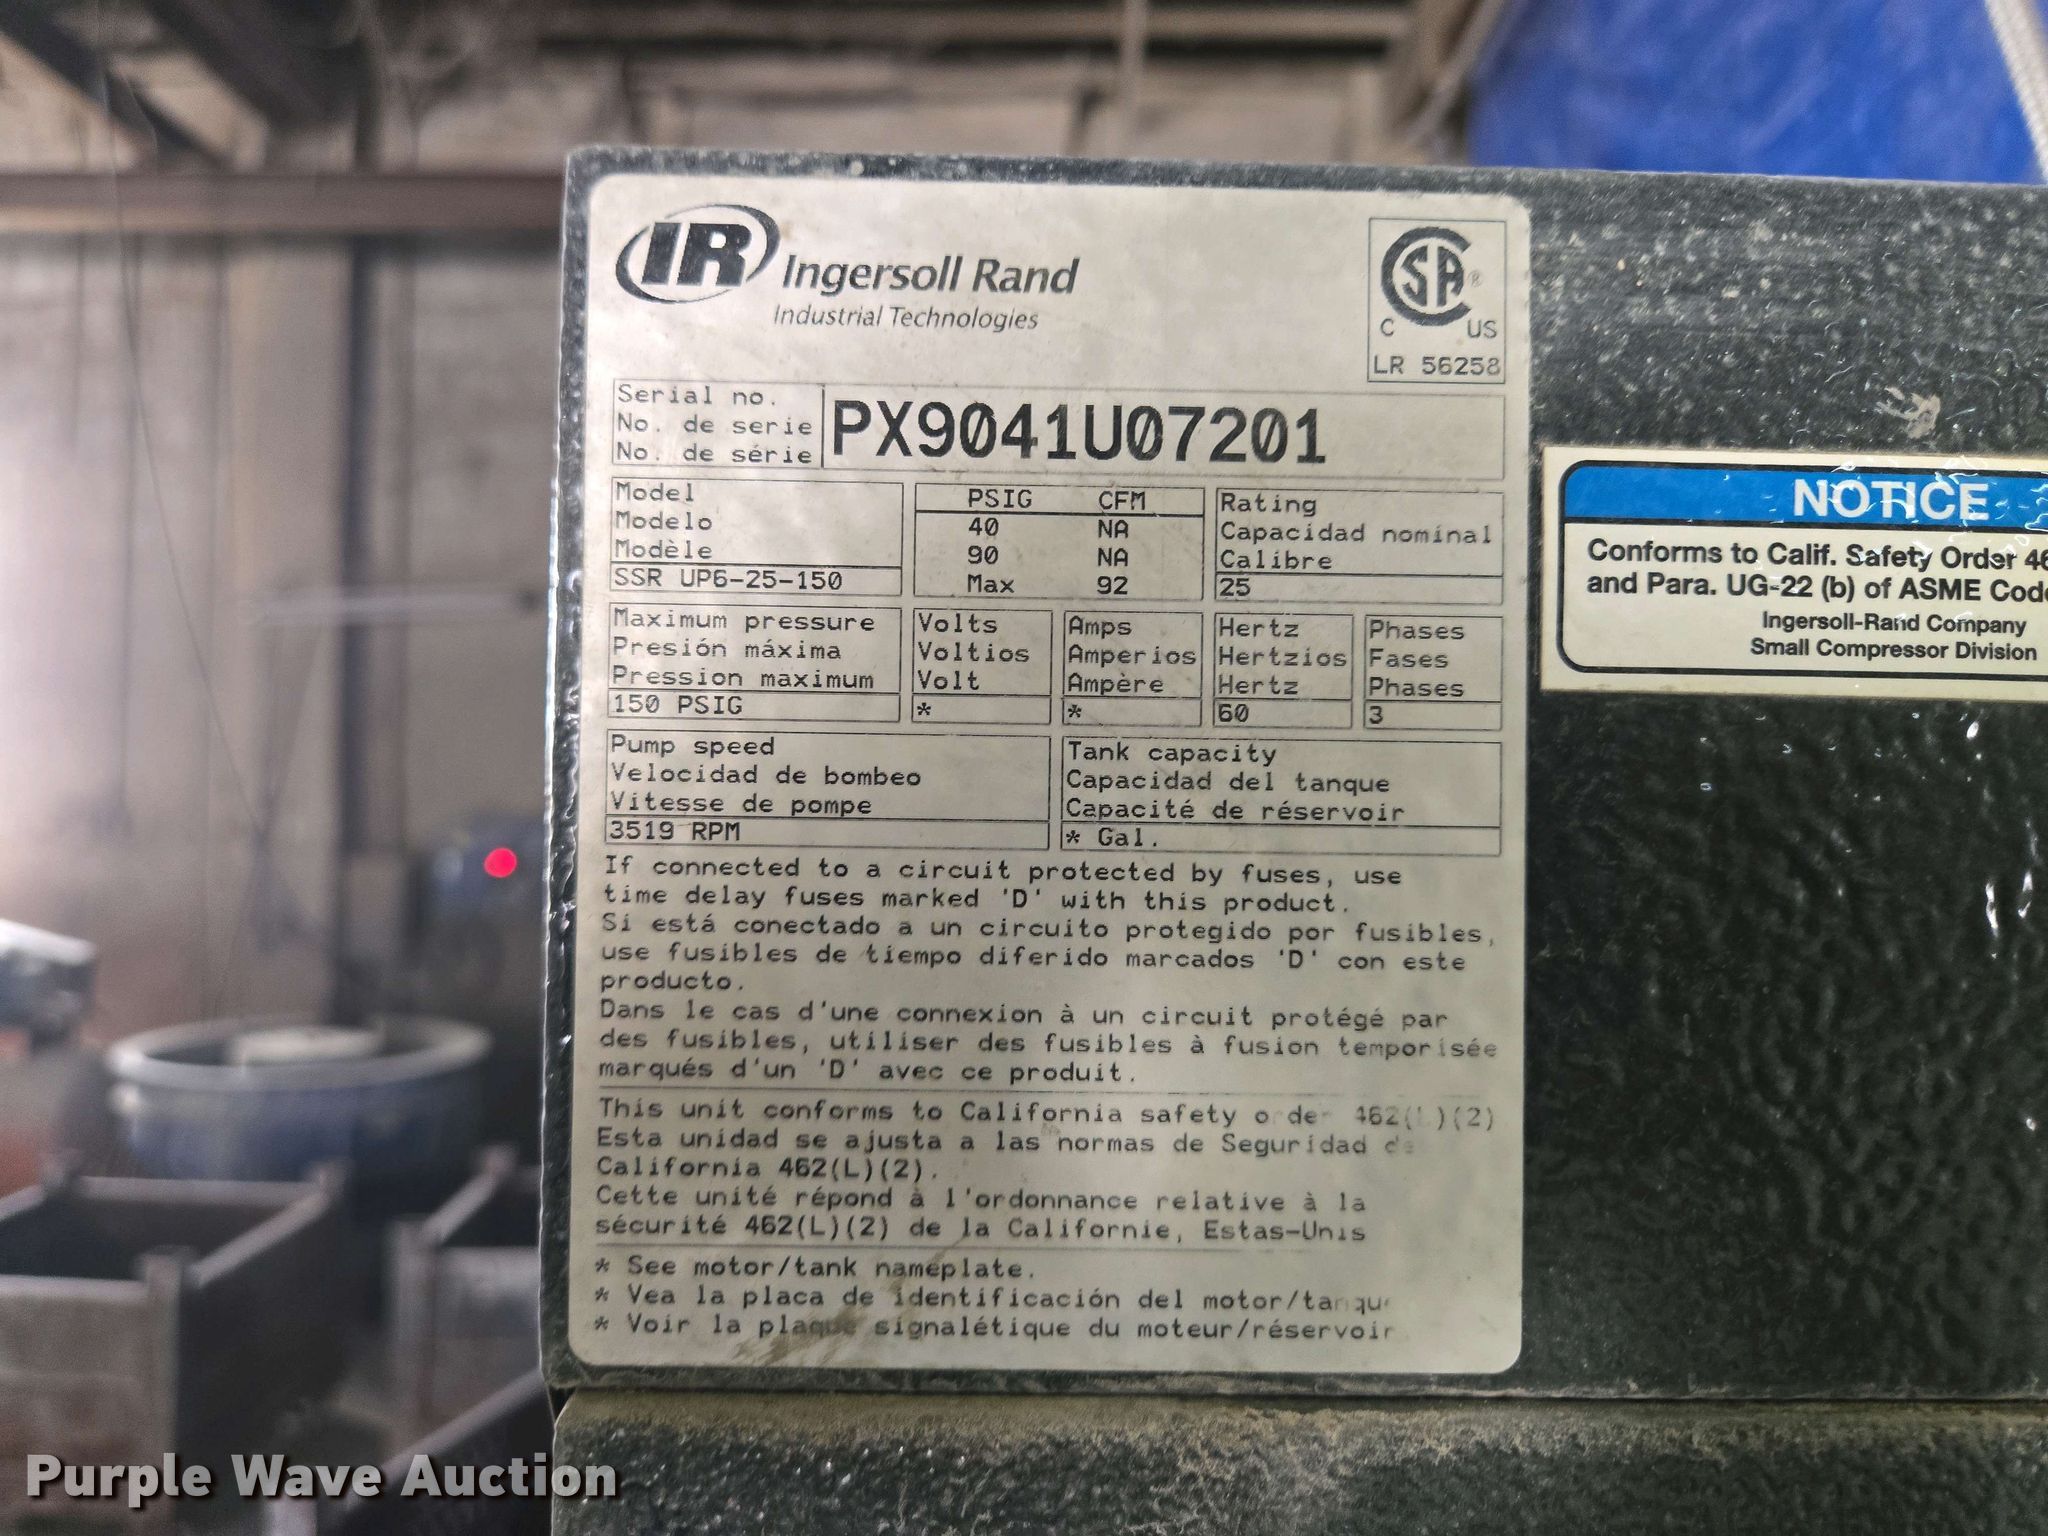 IR Ingersoll Rand
Industrial Technologies
CSA®
C US
LR 56258
Serial no.
No. de serie
No. de série
PX9041U07201
Model
Modelo
Modèle
SSR UP6-25-150
PSIG CFM
40 NA
90 NA
Max 92
Rating
Capacidad nominal
Calibre
25
Maximum pressure
Presión máxima
Pression maximum
150 PSIG
Volts
Voltios
Volt
*
Amps
Amperios
Ampère
*
Hertz
Hertzios
Hertz
60
Phases
Fases
Phases
3
Pump speed
Velocidad de bombeo
Vitesse de pompe
3519 RPM
Tank capacity
Capacidad del tanque
Capacité de réservoir
* Gal.
If connected to a circuit protected by fuses, use
time delay fuses marked 'D' with this product.
Si está conectado a un circuito protegido por fusibles,
use fusibles de tiempo diferido marcados 'D' con este
producto.
Dans le cas d'une connexion à un circuit protégé par
des fusibles, utiliser des fusibles à fusion temporisée
marqués d'un 'D' avec ce produit.
This unit conforms to California safety order 462(L)(2)
Esta unidad se ajusta a las normas de Seguridad de
California 462(L)(2).
Cette unité répond à l'ordonnance relative à la
sécurité 462(L)(2) de la Californie, Estas-Unis
* See motor/tank nameplate.
* Vea la placa de identificación del motor/tanque
* Voir la plaque signalétique du moteur/réservoir
NOTICE
Conforms to Calif. Safety Order 46
and Para. UG-22 (b) of ASME Code
Ingersoll-Rand Company
Small Compressor Division
Purple Wave Auction